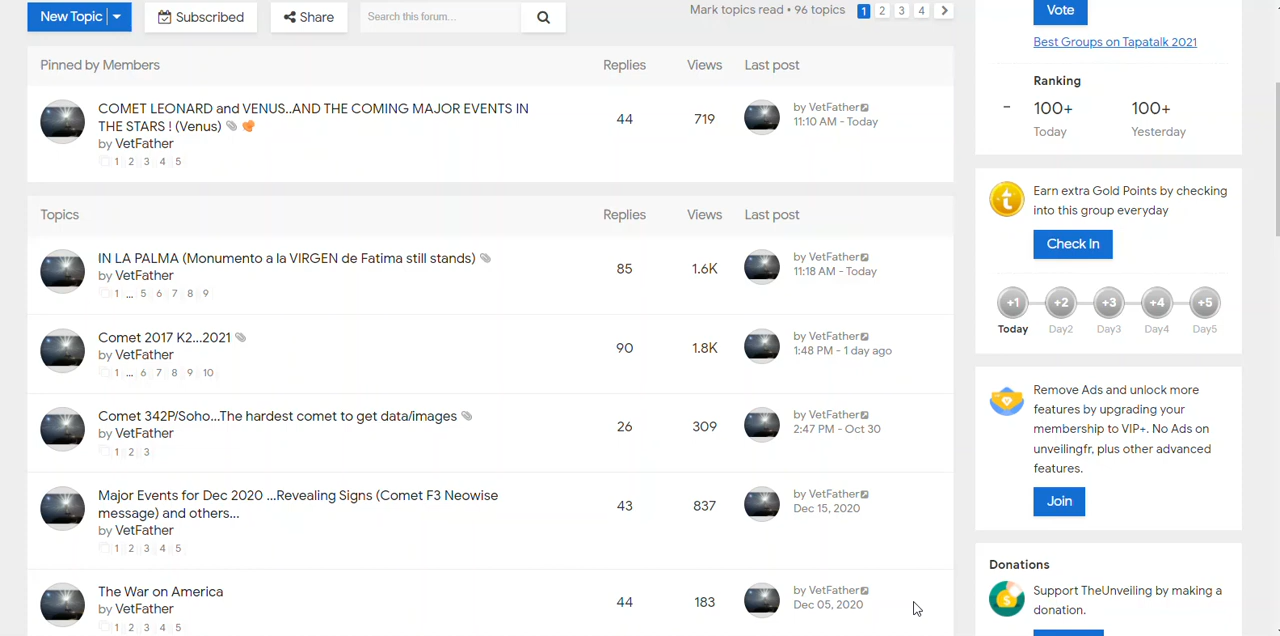 New Topic
Subscribed
Share
Search this forum...
Mark topics read • 96 topics 1 2 3 4
Pinned by Members Replies Views Last post
COMET LEONARD and VENUS..AND THE COMING MAJOR EVENTS IN
THE STARS ! (Venus)
by VetFather
1 2 3 4 5
44 719
by VetFather
11:10 AM - Today
Topics Replies Views Last post
IN LA PALMA (Monumento a la VIRGEN de Fatima still stands)
by VetFather
1 ... 5 6 7 8 9
85 1.6K
by VetFather
11:18 AM - Today
Comet 2017 K2...2021
by VetFather
1 ... 6 7 8 9 10
90 1.8K
by VetFather
1:48 PM - 1 day ago
Comet 342P/Soho...The hardest comet to get data/images
by VetFather
1 2 3
26 309
by VetFather
2:47 PM - Oct 30
Major Events for Dec 2020 ...Revealing Signs (Comet F3 Neowise
message) and others...
by VetFather
1 2 3 4 5
43 837
by VetFather
Dec 15, 2020
The War on America
by VetFather
1 2 3 4 5
44 183
by VetFather
Dec 05, 2020
Vote
Best Groups on Tapatalk 2021
Ranking
- 100+ 100+
Today Yesterday
Earn extra Gold Points by checking
into this group everyday
Check In
+1 +2 +3 +4 +5
Today Day2 Day3 Day4 Day5
Remove Ads and unlock more
features by upgrading your
membership to VIP+. No Ads on
unveilingfr, plus other advanced
features.
Join
Donations
Support TheUnveiling by making a
donation.